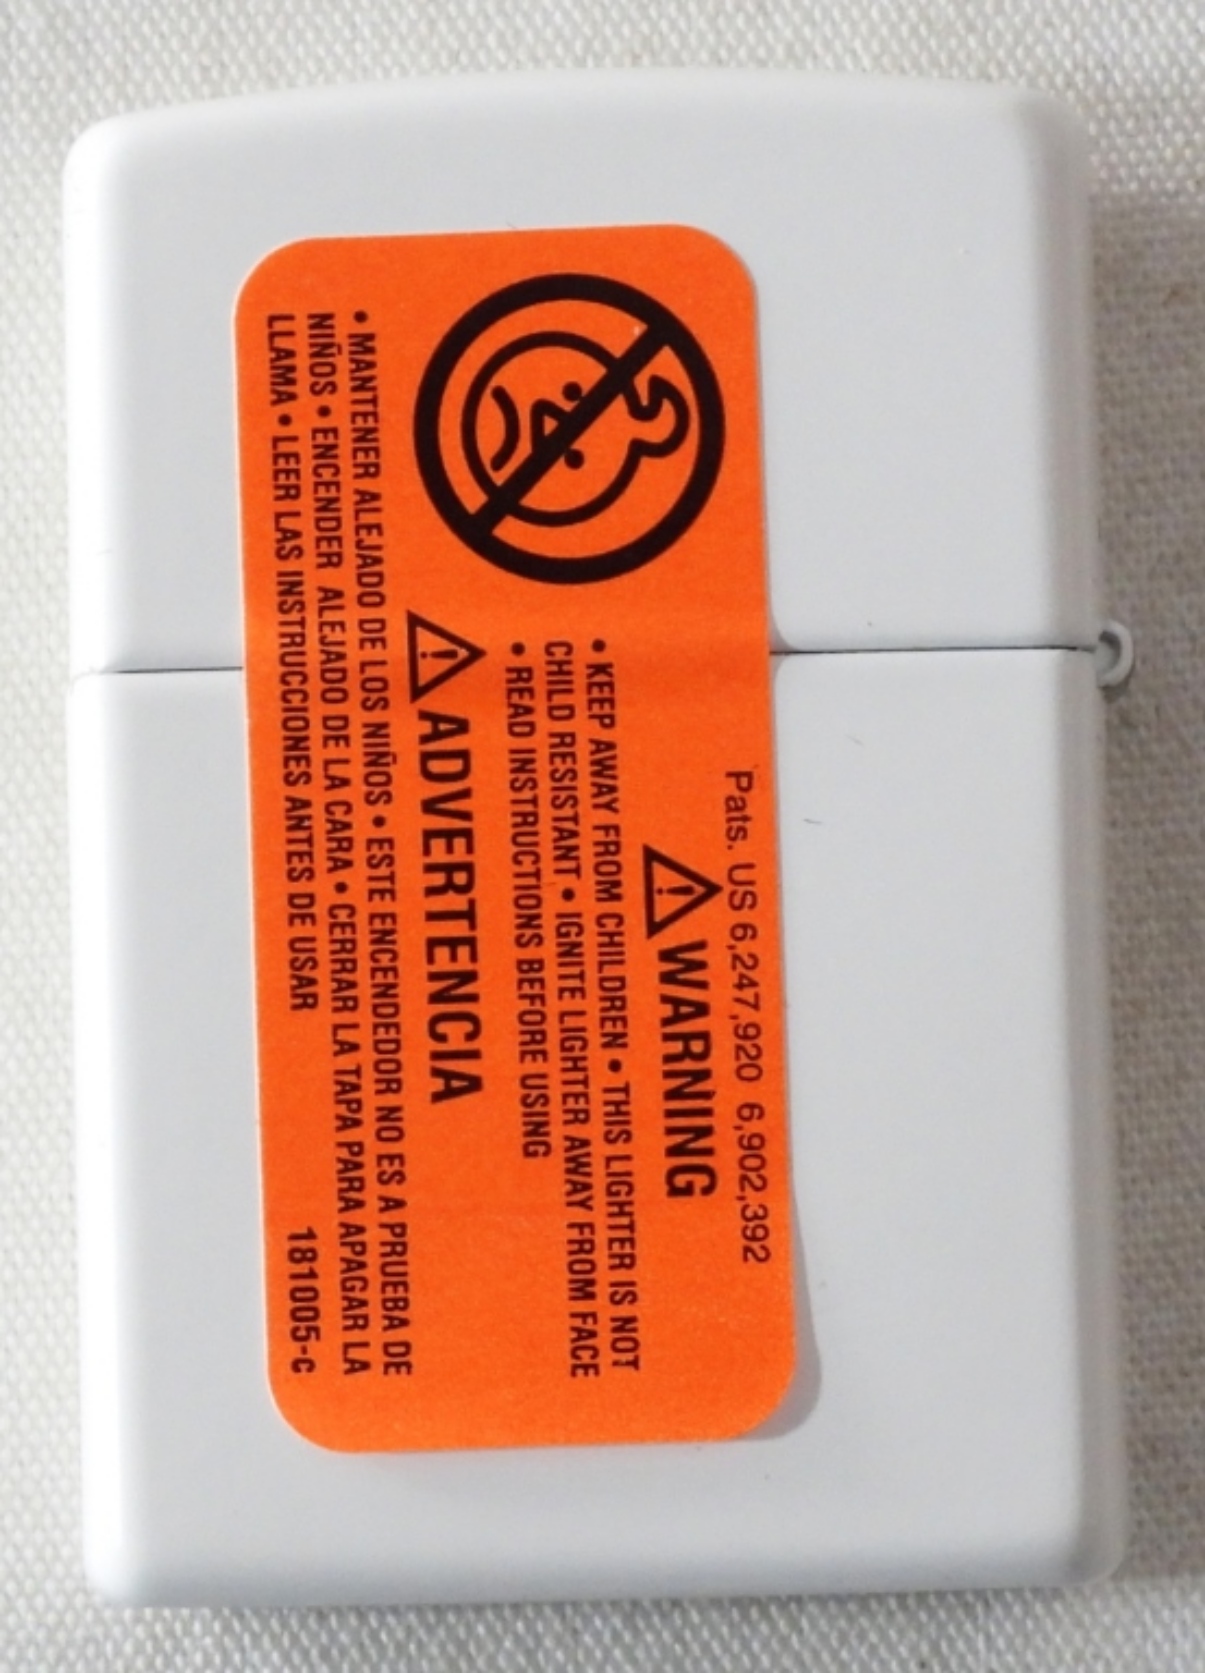 Pats. US 6,247,920 6,902,392
WARNING
• KEEP AWAY FROM CHILDREN • THIS LIGHTER IS NOT
CHILD RESISTANT • IGNITE LIGHTER AWAY FROM FACE
• READ INSTRUCTIONS BEFORE USING
ADVERTENCIA
• MANTENER ALEJADO DE LOS NIÑOS • ESTE ENCENDEDOR NO ES A PRUEBA DE
NIÑOS • ENCENDER ALEJADO DE LA CARA • CERRAR LA TAPA PARA APAGAR LA
LLAMA • LEER LAS INSTRUCCIONES ANTES DE USAR 181005-c